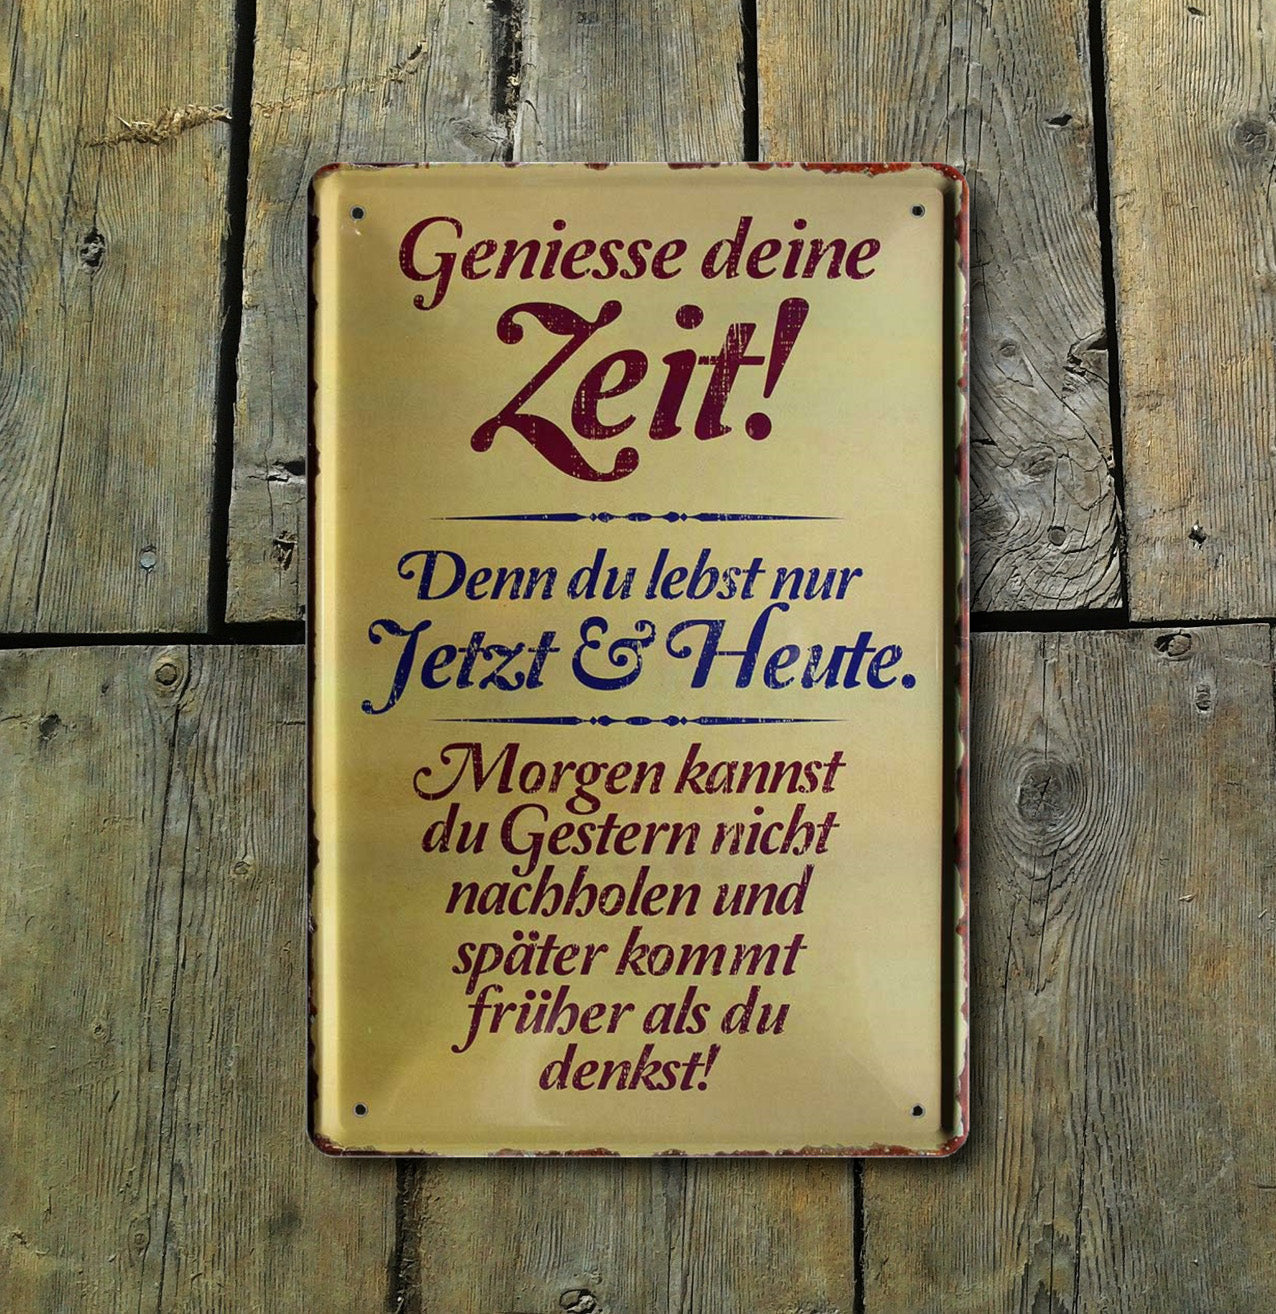 Geniesse deine
Zeit!
Denn du lebst nur
Jetzt & Heute.
Morgen kannst
du Gestern nicht
nachholen und
später kommt
früher als du
denkst!